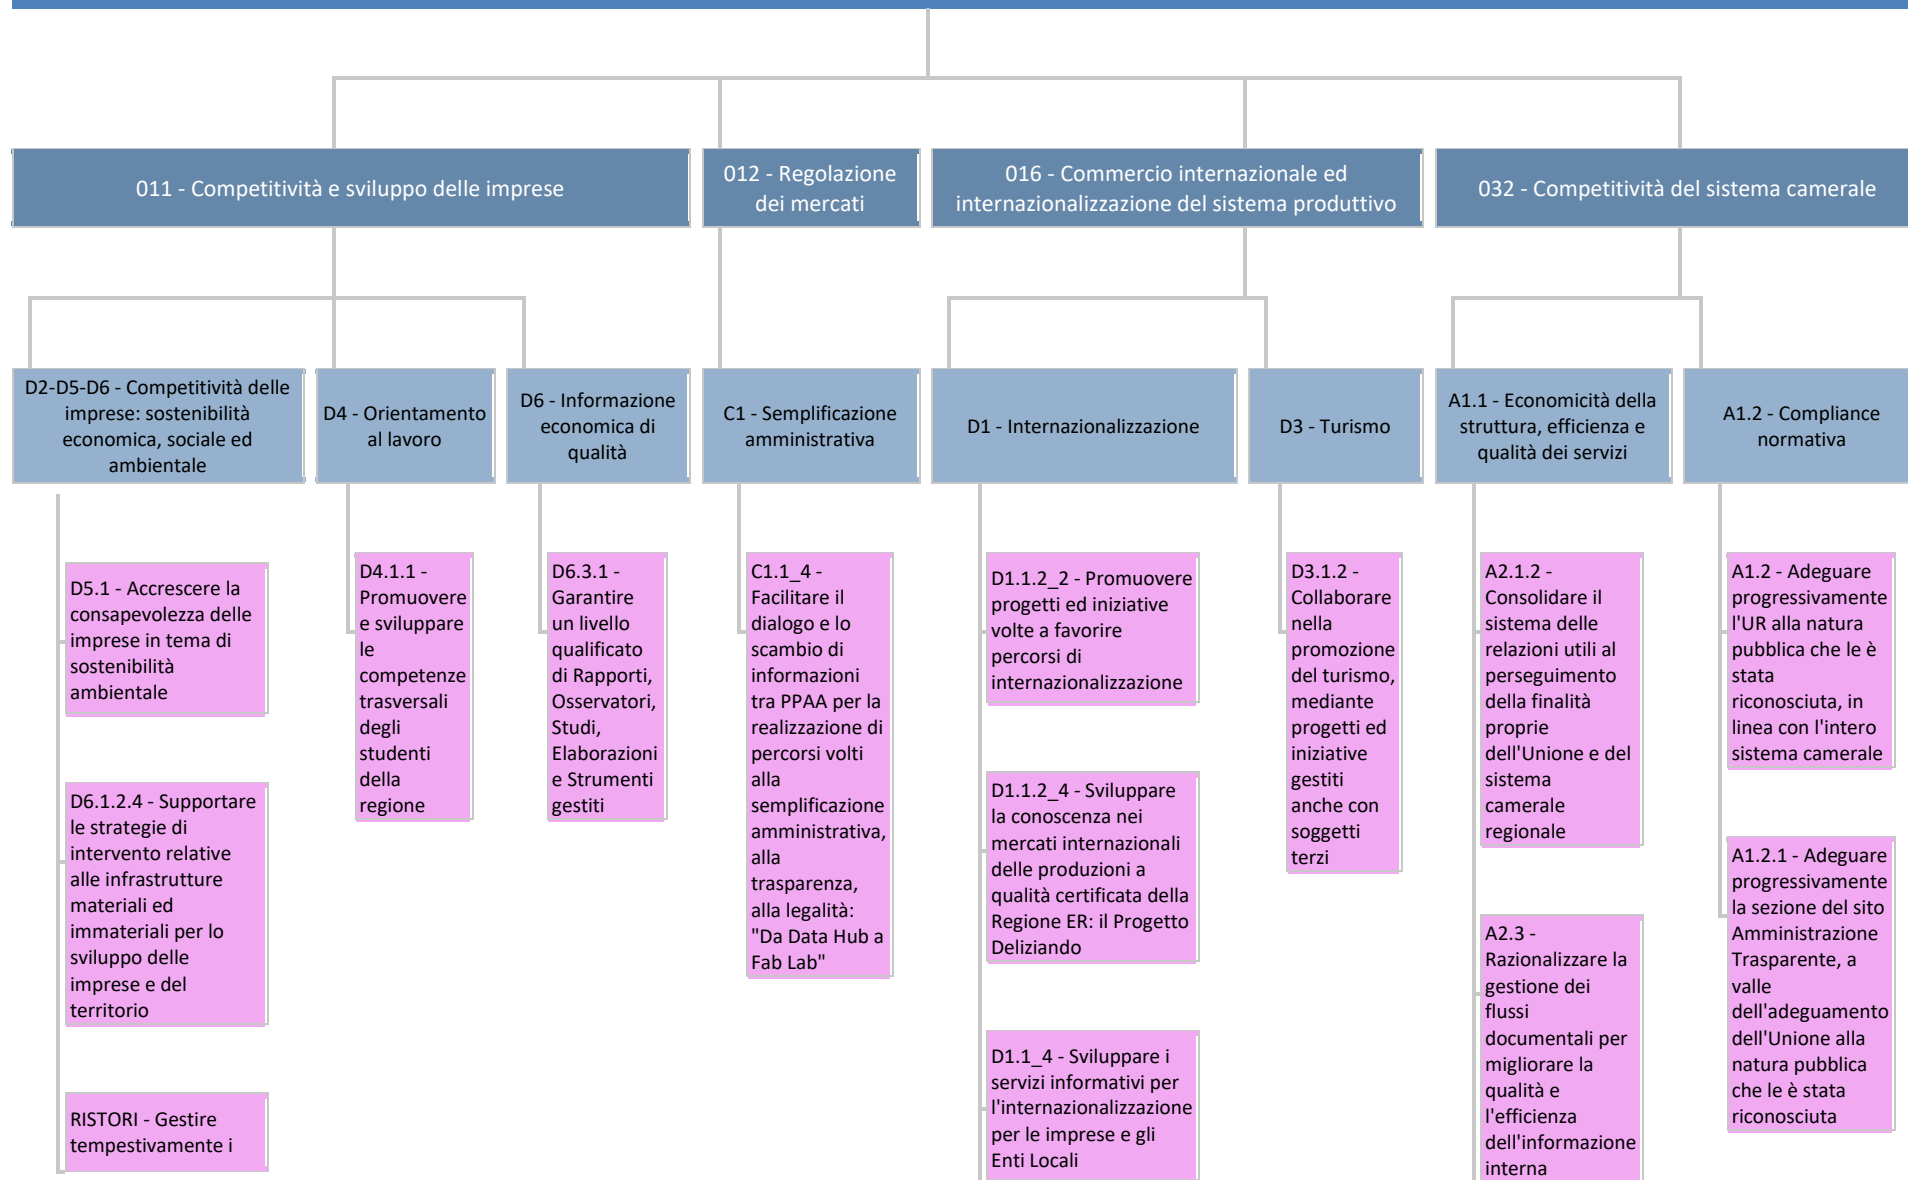 011 - Competitività e sviluppo delle imprese
012 - Regolazione
dei mercati
016 - Commercio internazionale ed
internazionalizzazione del sistema produttivo
032 - Competitività del sistema camerale
D2-D5-D6 - Competitività delle
imprese: sostenibilità
economica, sociale ed
ambientale
D4 - Orientamento
al lavoro
D6 - Informazione
economica di
qualità
C1 - Semplificazione
amministrativa
D1 - Internazionalizzazione
D3 - Turismo
A1.1 - Economicità della
struttura, efficienza e
qualità dei servizi
A1.2 - Compliance
normativa
D5.1 - Accrescere la
consapevolezza delle
imprese in tema di
sostenibilità
ambientale
D6.1.2.4 - Supportare
le strategie di
intervento relative
alle infrastrutture
materiali ed
immateriali per lo
sviluppo delle
imprese e del
territorio
RISTORI - Gestire
tempestivamente i
D4.1.1 -
Promuovere
e sviluppare
le
competenze
trasversali
degli
studenti
della
regione
D6.3.1 -
Garantire
un livello
qualificato
di Rapporti,
Osservatori,
Studi,
Elaborazioni
e Strumenti
gestiti
C1.1_4 -
Facilitare il
dialogo e lo
scambio di
informazioni
tra PPAA per la
realizzazione di
percorsi volti
alla
semplificazione
amministrativa,
alla
trasparenza,
alla legalità:
"Da Data Hub a
Fab Lab"
D1.1.2_2 - Promuovere
progetti ed iniziative
volte a favorire
percorsi di
internazionalizzazione
D1.1.2_4 - Sviluppare
la conoscenza nei
mercati internazionali
delle produzioni a
qualità certificata della
Regione ER: il Progetto
Deliziando
D1.1_4 - Sviluppare i
servizi informativi per
l'internazionalizzazione
per le imprese e gli
Enti Locali
D3.1.2 -
Collaborare
nella
promozione
del turismo,
mediante
progetti ed
iniziative
gestiti
anche con
soggetti
terzi
A2.1.2 -
Consolidare il
sistema delle
relazioni utili al
perseguimento
della finalità
proprie
dell'Unione e del
sistema
camerale
regionale
A2.3 -
Razionalizzare la
gestione dei
flussi
documentali per
migliorare la
qualità e
l'efficienza
dell'informazione
interna
A1.2 - Adeguare
progressivamente
l'UR alla natura
pubblica che le è
stata
riconosciuta, in
linea con l'intero
sistema camerale
A1.2.1 - Adeguare
progressivamente
la sezione del sito
Amministrazione
Trasparente, a
valle
dell'adeguamento
dell'Unione alla
natura pubblica
che le è stata
riconosciuta